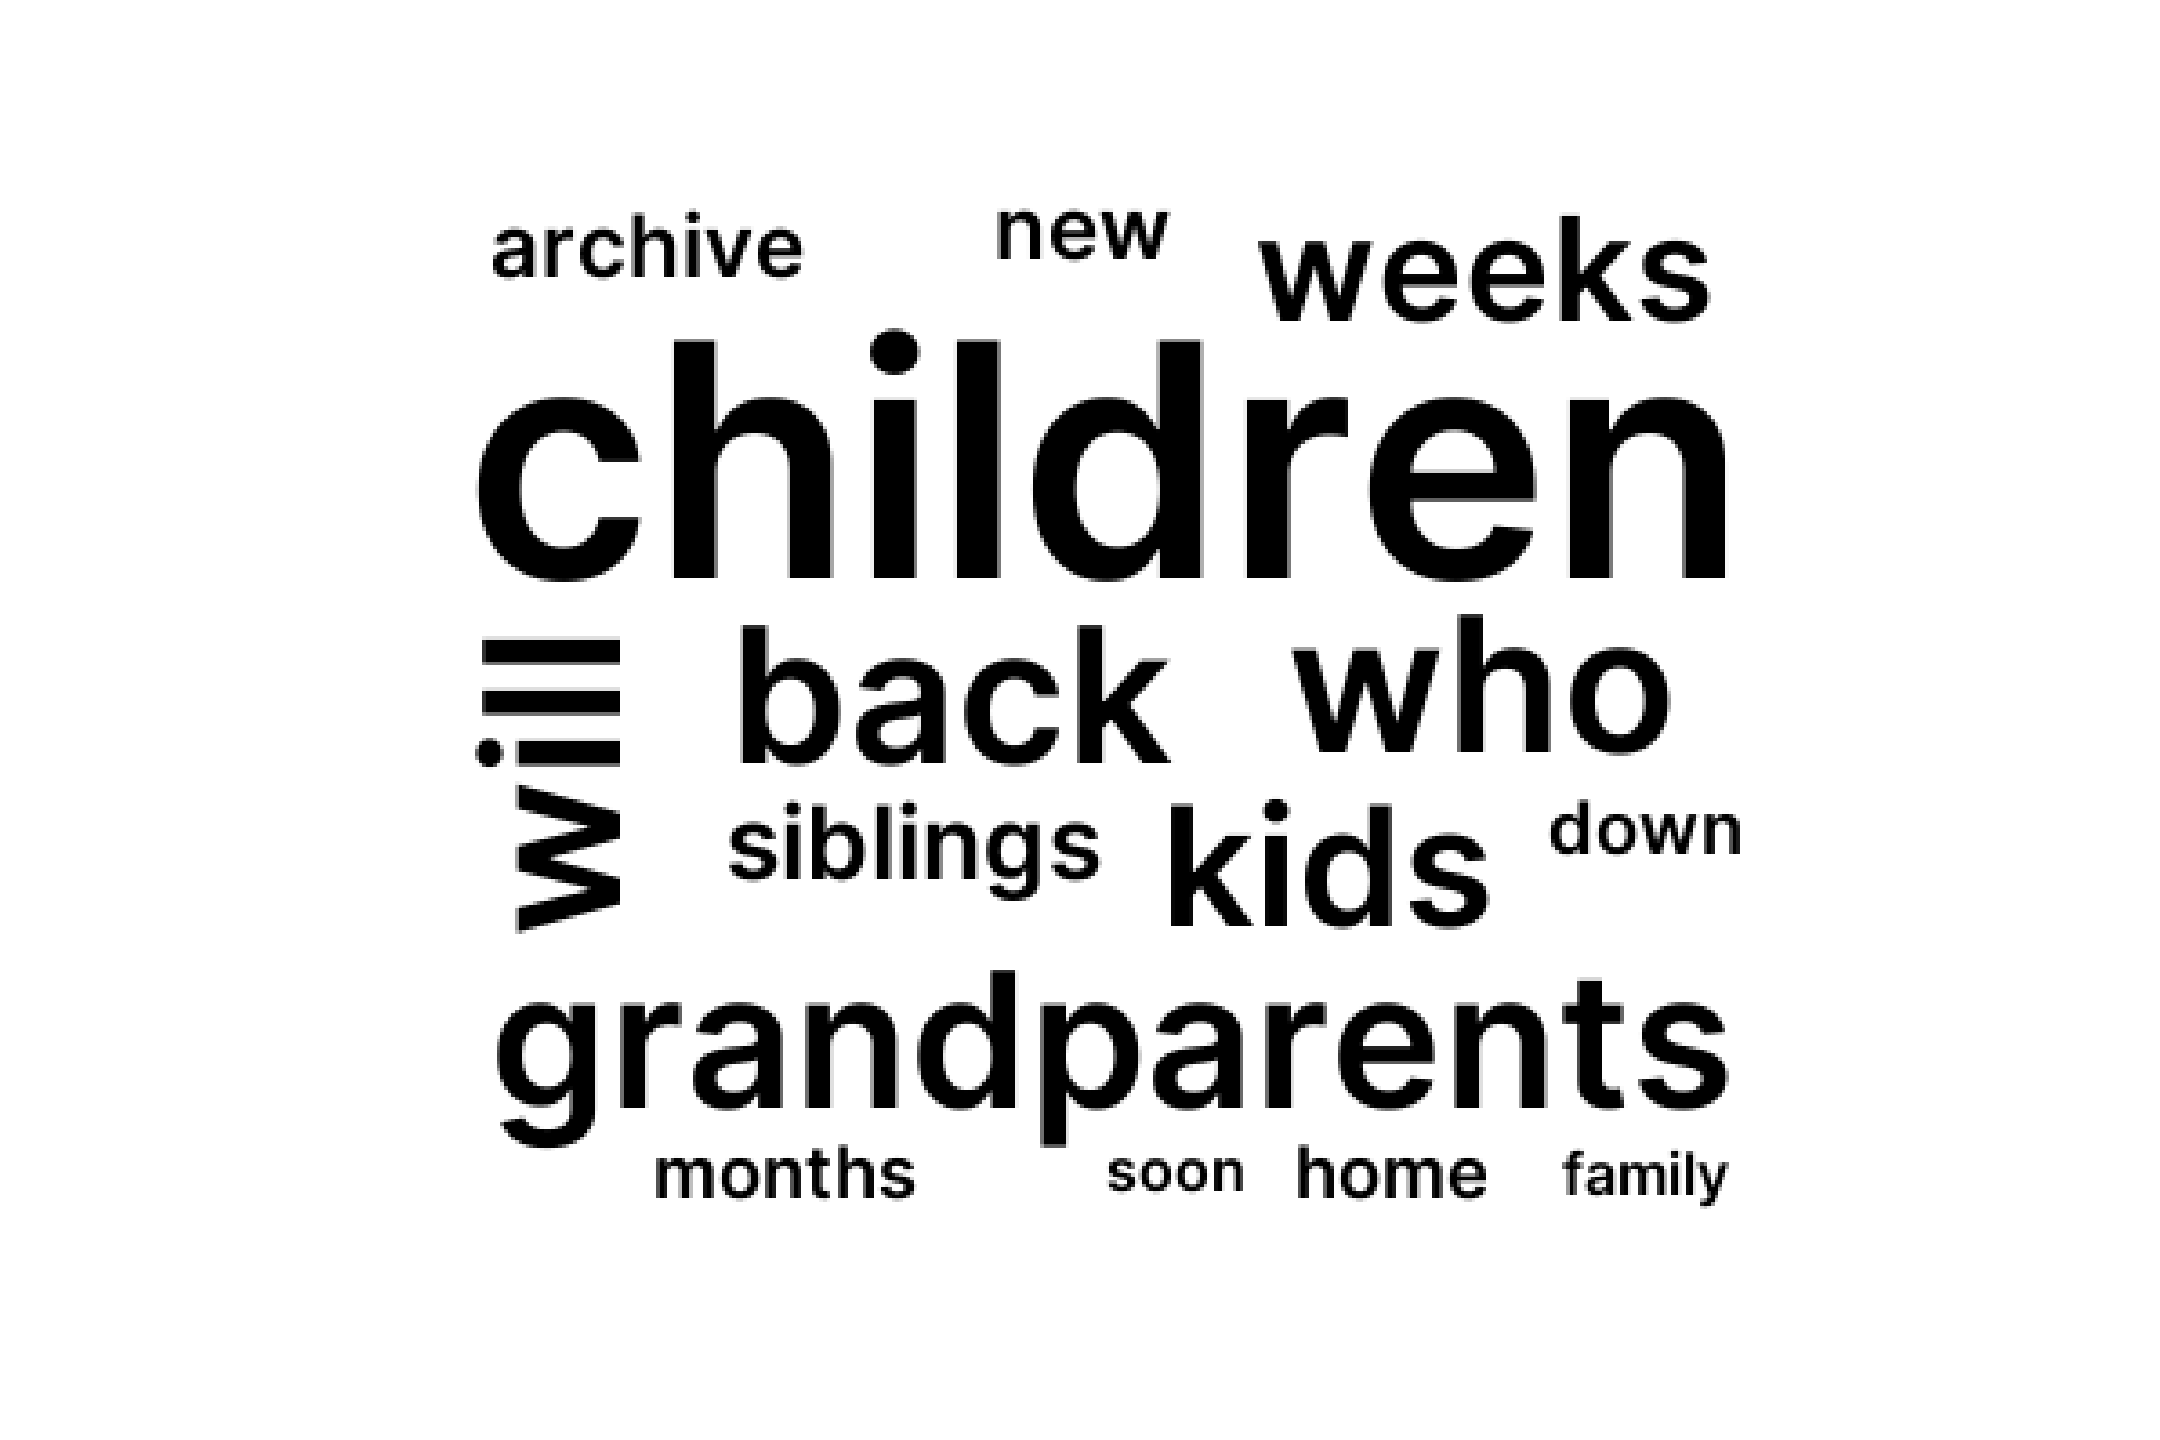 archive new weeks
children
will back who
siblings kids down
grandparents
months soon home family